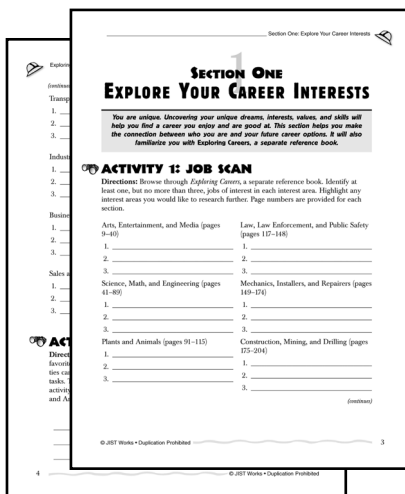 Section One: Explore Your Career Interests
1
SECTION ONE
EXPLORE YOUR CAREER INTERESTS
You are unique. Uncovering your unique dreams, interests, values, and skills will
help you find a career you enjoy and are good at. This section helps you make
the connection between who you are and your future career options. It will also
familiarize you with Exploring Careers, a separate reference book.
ACTIVITY 1: JOB SCAN
Directions: Browse through Exploring Careers, a separate reference book. Identify at
least one, but no more than three, jobs of interest in each interest area. Highlight any
interest areas you would like to research further. Page numbers are provided for each
section.
Arts, Entertainment, and Media (pages
9–40)
1.
2.
3.
Science, Math, and Engineering (pages
41–89)
1.
2.
3.
Plants and Animals (pages 91–115)
1.
2.
3.
Law, Law Enforcement, and Public Safety
(pages 117–148)
1.
2.
3.
Mechanics, Installers, and Repairers (pages
149–174)
1.
2.
3.
Construction, Mining, and Drilling (pages
175–204)
1.
2.
3.
(continues)
© JIST Works • Duplication Prohibited
3
Exploring
(continue
Transp
1.
2.
3.
Indust
1.
2.
3.
Busine
1.
2.
3.
Sales a
1.
2.
3.
ACT
Direct
favorit
ties can
tasks. T
activity
and Ar
4
© JIST Works • Duplication Prohibited